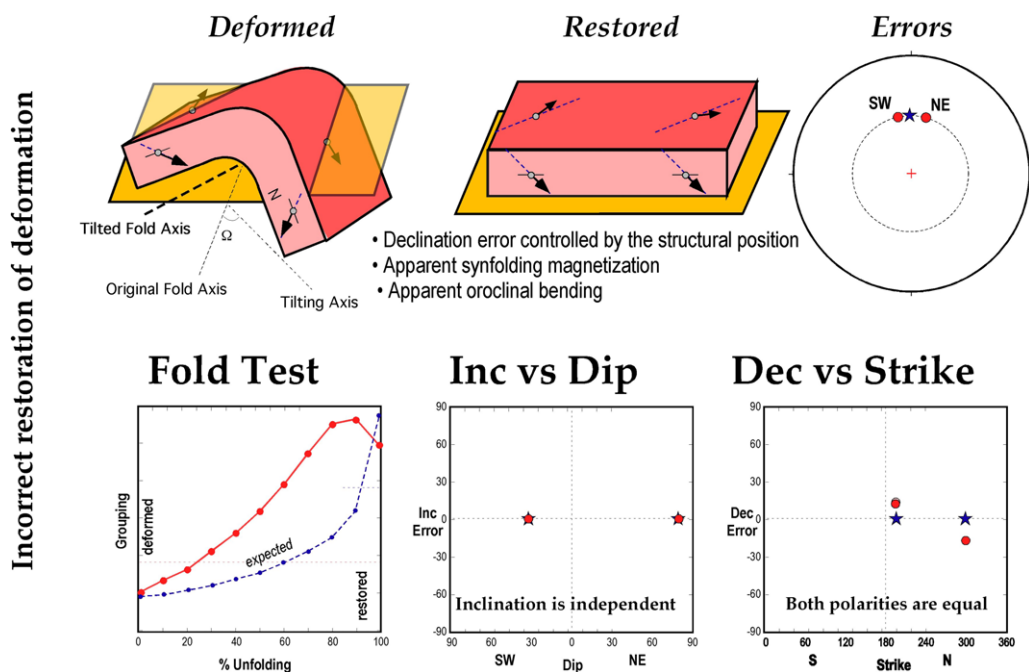 Incorrect restoration of deformation
Deformed
Restored
Errors
N
Tilted Fold Axis
Ω
Original Fold Axis
Tilting Axis
SW
NE
• Declination error controlled by the structural position
• Apparent synfolding magnetization
• Apparent oroclinal bending
Fold Test
Grouping
deformed
expected
restored
0 20 40 60 80 100
% Unfolding
Inc vs Dip
90
60
30
Inc
Error
0
-30
-60
-90
Inclination is independent
90 60 30 0 30 60 90
SW Dip NE
Dec vs Strike
90
60
30
Dec
Error
0
-30
-60
-90
Both polarities are equal
0 60 120 180 240 300 360
S Strike N